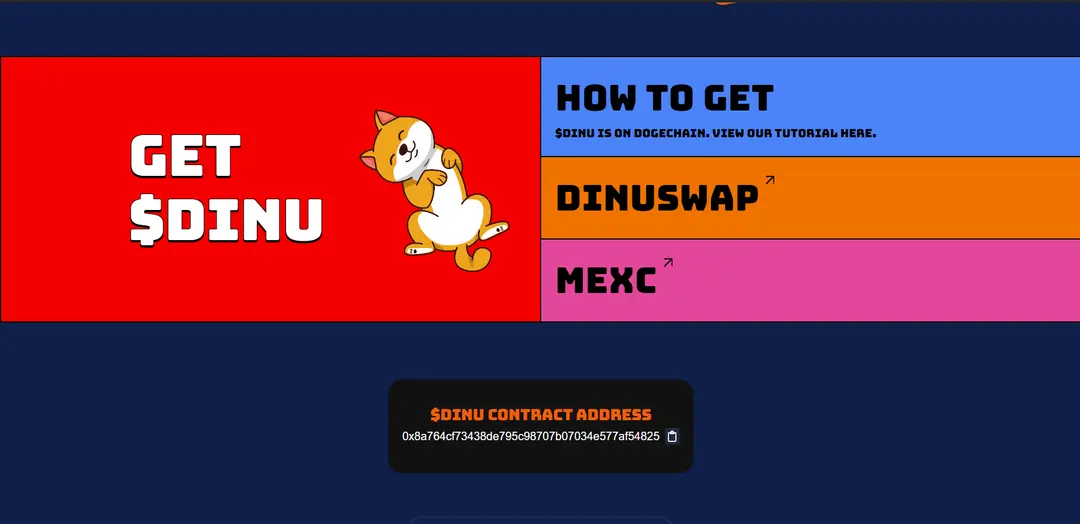 GET
$DINU
HOW TO GET
$DINU IS ON DOGECHAIN. VIEW OUR TUTORIAL HERE.
DINUSWAP
MEXC
$DINU CONTRACT ADDRESS
0x8a764cf73438de795c98707b07034e577af54825